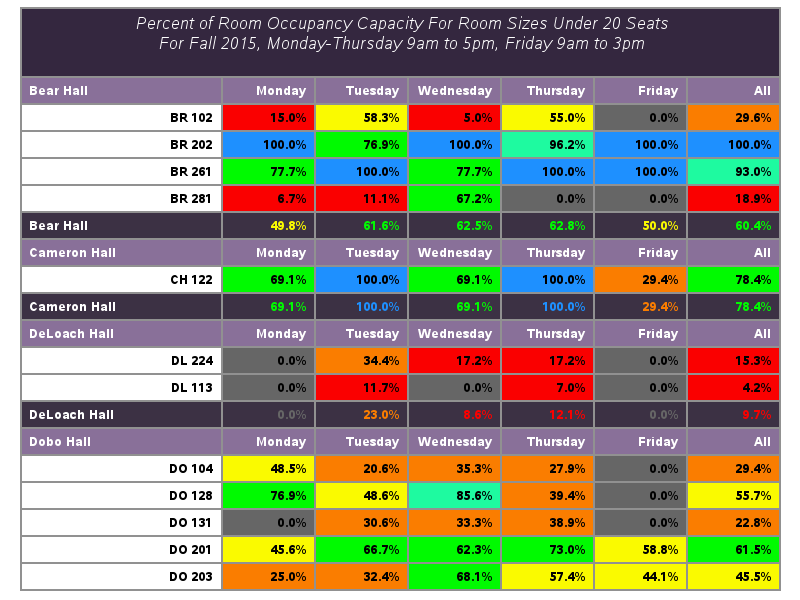 Percent of Room Occupancy Capacity For Room Sizes Under 20 Seats
For Fall 2015, Monday-Thursday 9am to 5pm, Friday 9am to 3pm
Bear Hall Monday Tuesday Wednesday Thursday Friday All
BR 102 15.0% 58.3% 5.0% 55.0% 0.0% 29.6%
BR 202 100.0% 76.9% 100.0% 96.2% 100.0% 100.0%
BR 261 77.7% 100.0% 77.7% 100.0% 100.0% 93.0%
BR 281 6.7% 11.1% 67.2% 0.0% 0.0% 18.9%
Bear Hall 49.8% 61.6% 62.5% 62.8% 50.0% 60.4%
Cameron Hall Monday Tuesday Wednesday Thursday Friday All
CH 122 69.1% 100.0% 69.1% 100.0% 29.4% 78.4%
Cameron Hall 69.1% 100.0% 69.1% 100.0% 29.4% 78.4%
DeLoach Hall Monday Tuesday Wednesday Thursday Friday All
DL 224 0.0% 34.4% 17.2% 17.2% 0.0% 15.3%
DL 113 0.0% 11.7% 0.0% 7.0% 0.0% 4.2%
DeLoach Hall 0.0% 23.0% 8.6% 12.1% 0.0% 9.7%
Dobo Hall Monday Tuesday Wednesday Thursday Friday All
DO 104 48.5% 20.6% 35.3% 27.9% 0.0% 29.4%
DO 128 76.9% 48.6% 85.6% 39.4% 0.0% 55.7%
DO 131 0.0% 30.6% 33.3% 38.9% 0.0% 22.8%
DO 201 45.6% 66.7% 62.3% 73.0% 58.8% 61.5%
DO 203 25.0% 32.4% 68.1% 57.4% 44.1% 45.5%